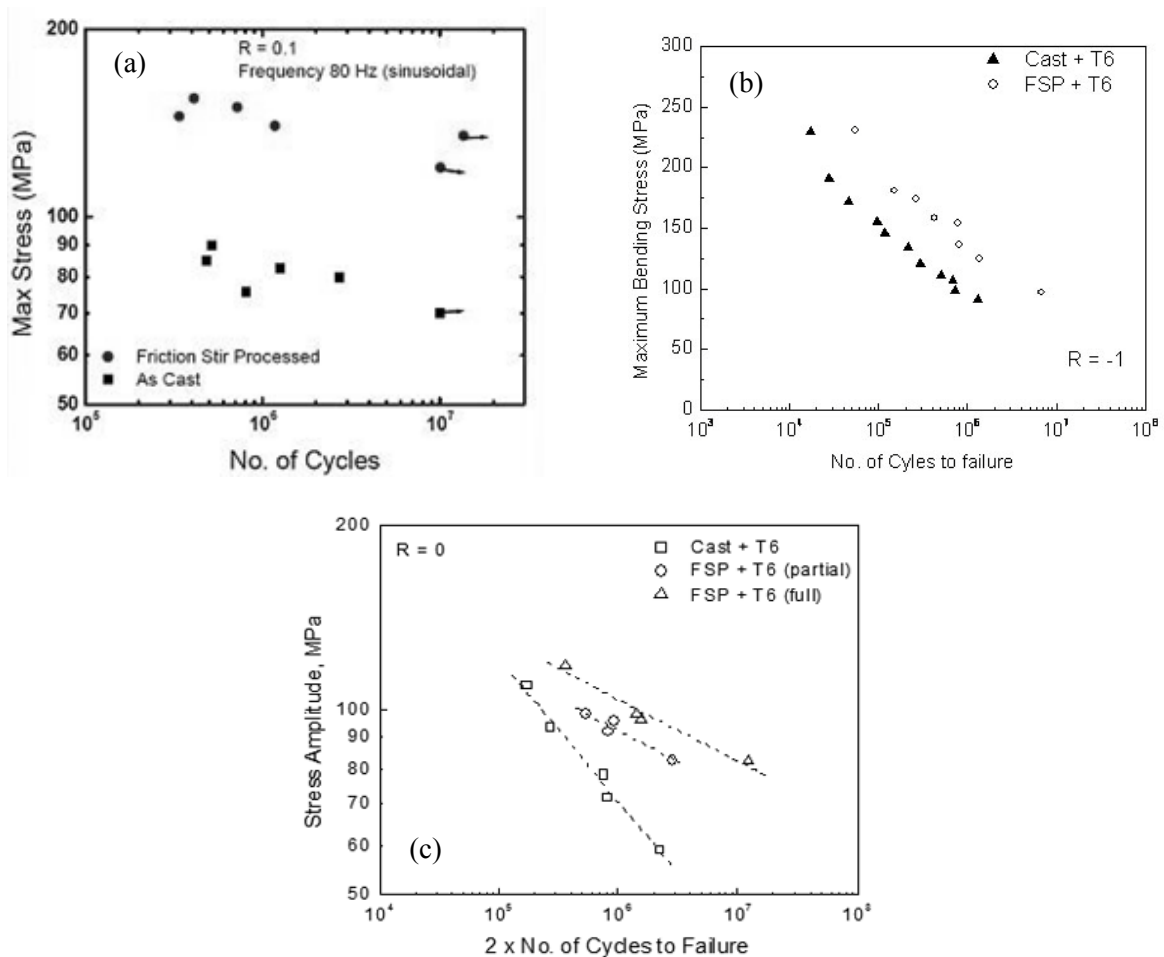 200
(a)
R = 0.1
Frequency 80 Hz (sinusoidal)
Max Stress (MPa)
100
90
80
70
60
50
Friction Stir Processed
As Cast
10^5
10^6
10^7
No. of Cycles
300
(b)
Cast + T6
FSP + T6
Maximum Bending Stress (MPa)
250
200
150
100
50
0
R = -1
10^3
10^4
10^5
10^6
10^7
10^8
No. of Cyles to failure
200
R = 0
Cast + T6
FSP + T6 (partial)
FSP + T6 (full)
Stress Amplitude, MPa
100
90
80
70
60
50
(c)
10^4
10^5
10^6
10^7
10^8
2 x No. of Cycles to Failure